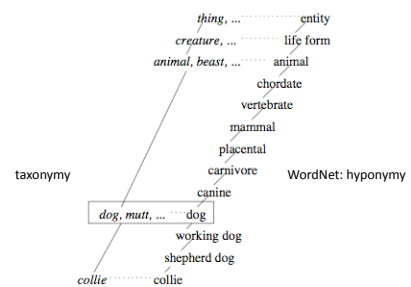 thing, ... entity
creature, ... life form
animal, beast, ... animal
chordate
vertebrate
mammal
placental
taxonymy carnivore WordNet: hyponymy
canine
dog, mutt, ... dog
working dog
shepherd dog
collie collie